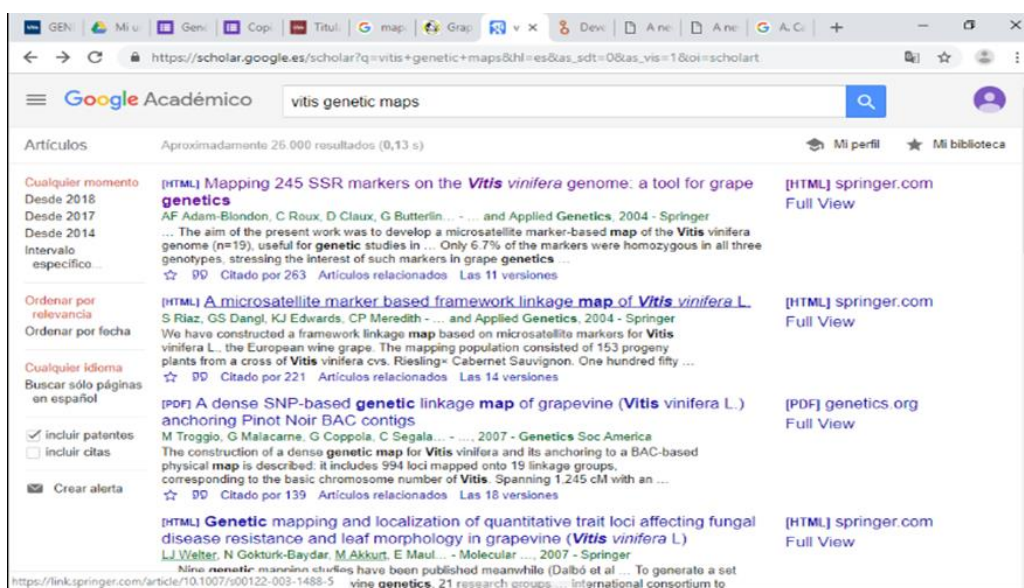 GEN
Mi u
Gen
Copi
Titul.
map
Grap
v
Deve
A ne
A ne
A. Co
https://scholar.google.es/scholar?q=vitis+genetic+maps&hl=es&as_sdt=0&as_vis=1&oi=scholart
Google Académico
vitis genetic maps
Artículos
Aproximadamente 26.000 resultados (0,13 s)
Mi perfil
Mi biblioteca
Cualquier momento
Desde 2018
Desde 2017
Desde 2014
Intervalo
específico...
Ordenar por
relevancia
Ordenar por fecha
Cualquier idioma
Buscar sólo páginas
en español
incluir patentes
incluir citas
Crear alerta
[HTML] Mapping 245 SSR markers on the Vitis vinifera genome: a tool for grape
genetics
AF Adam-Blondon, C Roux, D Claux, G Butterlin... - ... and Applied Genetics, 2004 - Springer
... The aim of the present work was to develop a microsatellite marker-based map of the Vitis vinifera
genome (n=19), useful for genetic studies in ... Only 6.7% of the markers were homozygous in all three
genotypes, stressing the interest of such markers in grape genetics ...
Citado por 263 Artículos relacionados Las 11 versiones
[HTML] springer.com
Full View
[HTML] A microsatellite marker based framework linkage map of Vitis vinifera L.
S Riaz, GS Dangl, KJ Edwards, CP Meredith - ... and Applied Genetics, 2004 - Springer
We have constructed a framework linkage map based on microsatellite markers for Vitis
vinifera L., the European wine grape. The mapping population consisted of 153 progeny
plants from a cross of Vitis vinifera cvs. Riesling× Cabernet Sauvignon. One hundred fifty ...
Citado por 221 Artículos relacionados Las 14 versiones
[HTML] springer.com
Full View
[PDF] A dense SNP-based genetic linkage map of grapevine (Vitis vinifera L.)
anchoring Pinot Noir BAC contigs
M Troggio, G Malacarne, G Coppola, C Segala... - ..., 2007 - Genetics Soc America
The construction of a dense genetic map for Vitis vinifera and its anchoring to a BAC-based
physical map is described: it includes 994 loci mapped onto 19 linkage groups,
corresponding to the basic chromosome number of Vitis. Spanning 1,245 cM with an ...
Citado por 139 Artículos relacionados Las 18 versiones
[PDF] genetics.org
Full View
[HTML] Genetic mapping and localization of quantitative trait loci affecting fungal
disease resistance and leaf morphology in grapevine (Vitis vinifera L)
LJ Welter, N Göktürk-Baydar, M Akkurt, E Maul... - Molecular ..., 2007 - Springer
... Nine genetic mapping studies have been published meanwhile (Dalbó et al ... To generate a set
vine genetics, 21 research groups ... International consortium to
[HTML] springer.com
Full View
https://link.springer.com/article/10.1007/s00122-003-1488-5